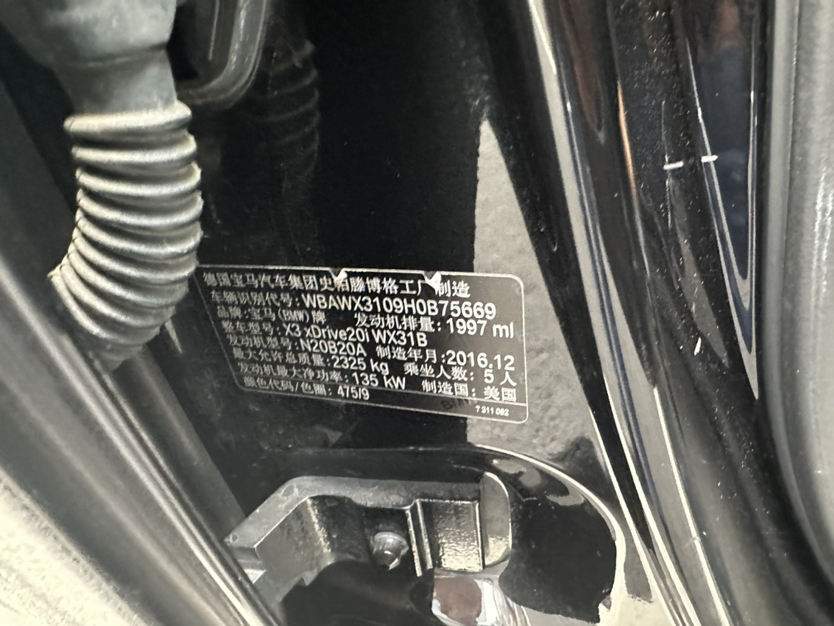 德国宝马汽车集团史帕滕博格工厂 制造
车辆识别代号: WBAWX3109H0B75669
品牌: 宝马(BMW)牌 发动机排量: 1997 ml
整车型号: X3 xDrive20i WX31B
发动机型号: N20B20A 制造年月: 2016.12
最大允许总质量: 2325 kg 乘坐人数: 5 人
发动机最大净功率: 135 kW 制造国: 美国
颜色代码/色圈: 475/9
7 311 092